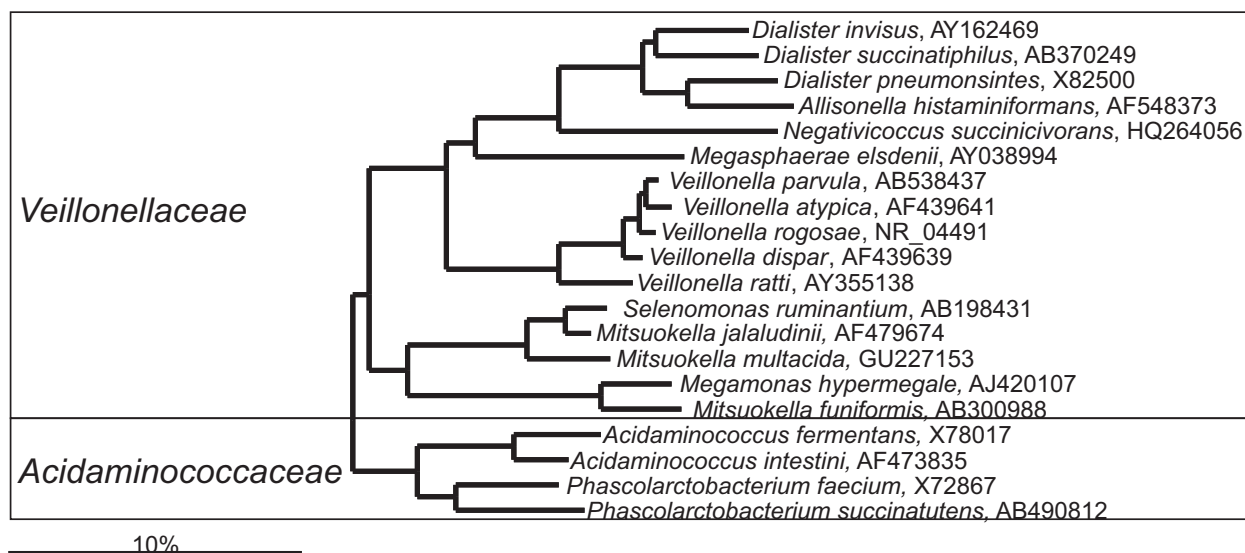 Dialister invisus, AY162469
Dialister succinatiphilus, AB370249
Dialister pneumonsintes, X82500
Allisonella histaminiformans, AF548373
Negativicoccus succinicivorans, HQ264056
Megasphaerae elsdenii, AY038994
Veillonella parvula, AB538437
Veillonella atypica, AF439641
Veillonellaceae
Veillonella rogosae, NR_04491
Veillonella dispar, AF439639
Veillonella ratti, AY355138
Selenomonas ruminantium, AB198431
Mitsuokella jalaludinii, AF479674
Mitsuokella multacida, GU227153
Megamonas hypermegale, AJ420107
Mitsuokella funiformis, AB300988
Acidaminococcus fermentans, X78017
Acidaminococcaceae
Acidaminococcus intestini, AF473835
Phascolarctobacterium faecium, X72867
Phascolarctobacterium succinatutens, AB490812
10%